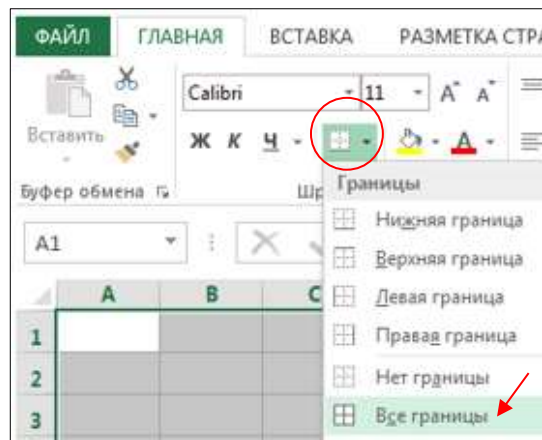 ФАЙЛ ГЛАВНАЯ ВСТАВКА РАЗМЕТКА СТРА
Calibri 11 A A
Вставить Ж К Ч А
Буфер обмена Шр
Границы
A1
Нижняя граница
Верхняя граница
A B C
Левая граница
1 Правая граница
2 Нет границы
3 Все границы